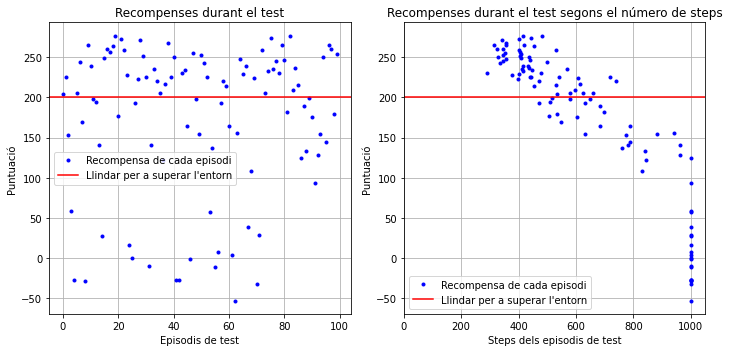 Recompenses durant el test
Puntuació
250
200
150
100
50
0
−50
Recompensa de cada episodi
Llindar per a superar l'entorn
0
20
40
60
80
100
Episodis de test
Recompenses durant el test segons el número de steps
Puntuació
250
200
150
100
50
0
−50
Recompensa de cada episodi
Llindar per a superar l'entorn
0
200
400
600
800
1000
Steps dels episodis de test